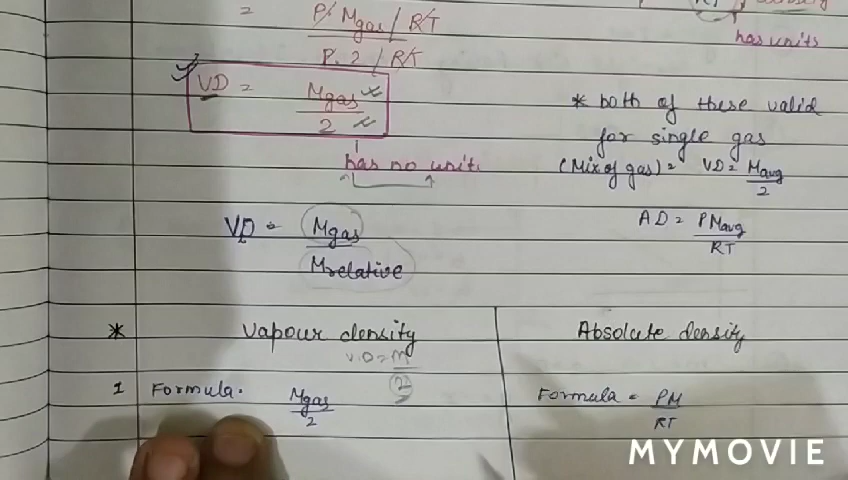 = P Mgas / RT
P. 2 / RT
has units
VD = Mgas
2
has no unit.
* both of these valid
for single gas
(Mix of gas) = VD = Mavg
2
AD = PMavg
RT
VD = Mgas
Mrelative
* Vapour density
Absolute density
V.D = M
2
1 Formula. Mgas
2
Formula = PM
RT
MYMOVIE